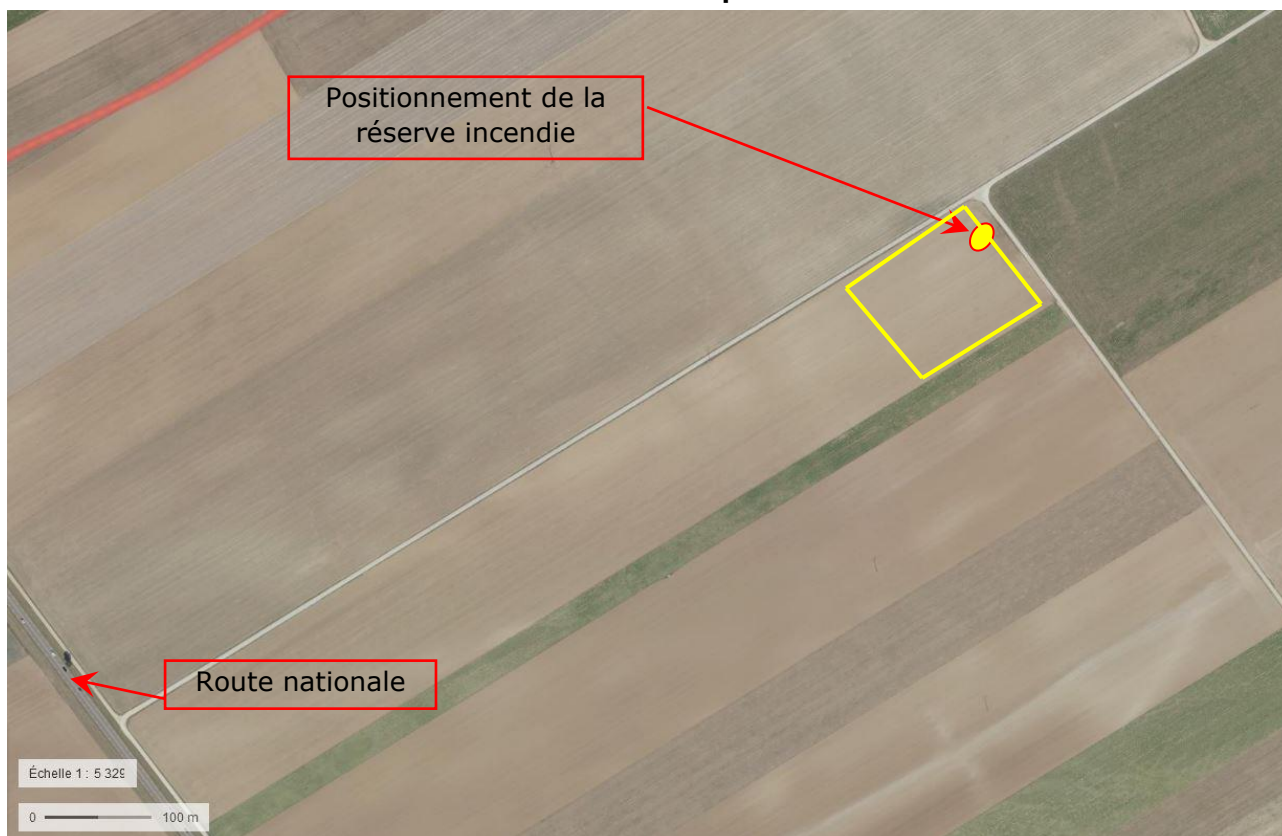 Positionnement de la
réserve incendie
Route nationale
Échelle 1 : 5 329
0
100 m